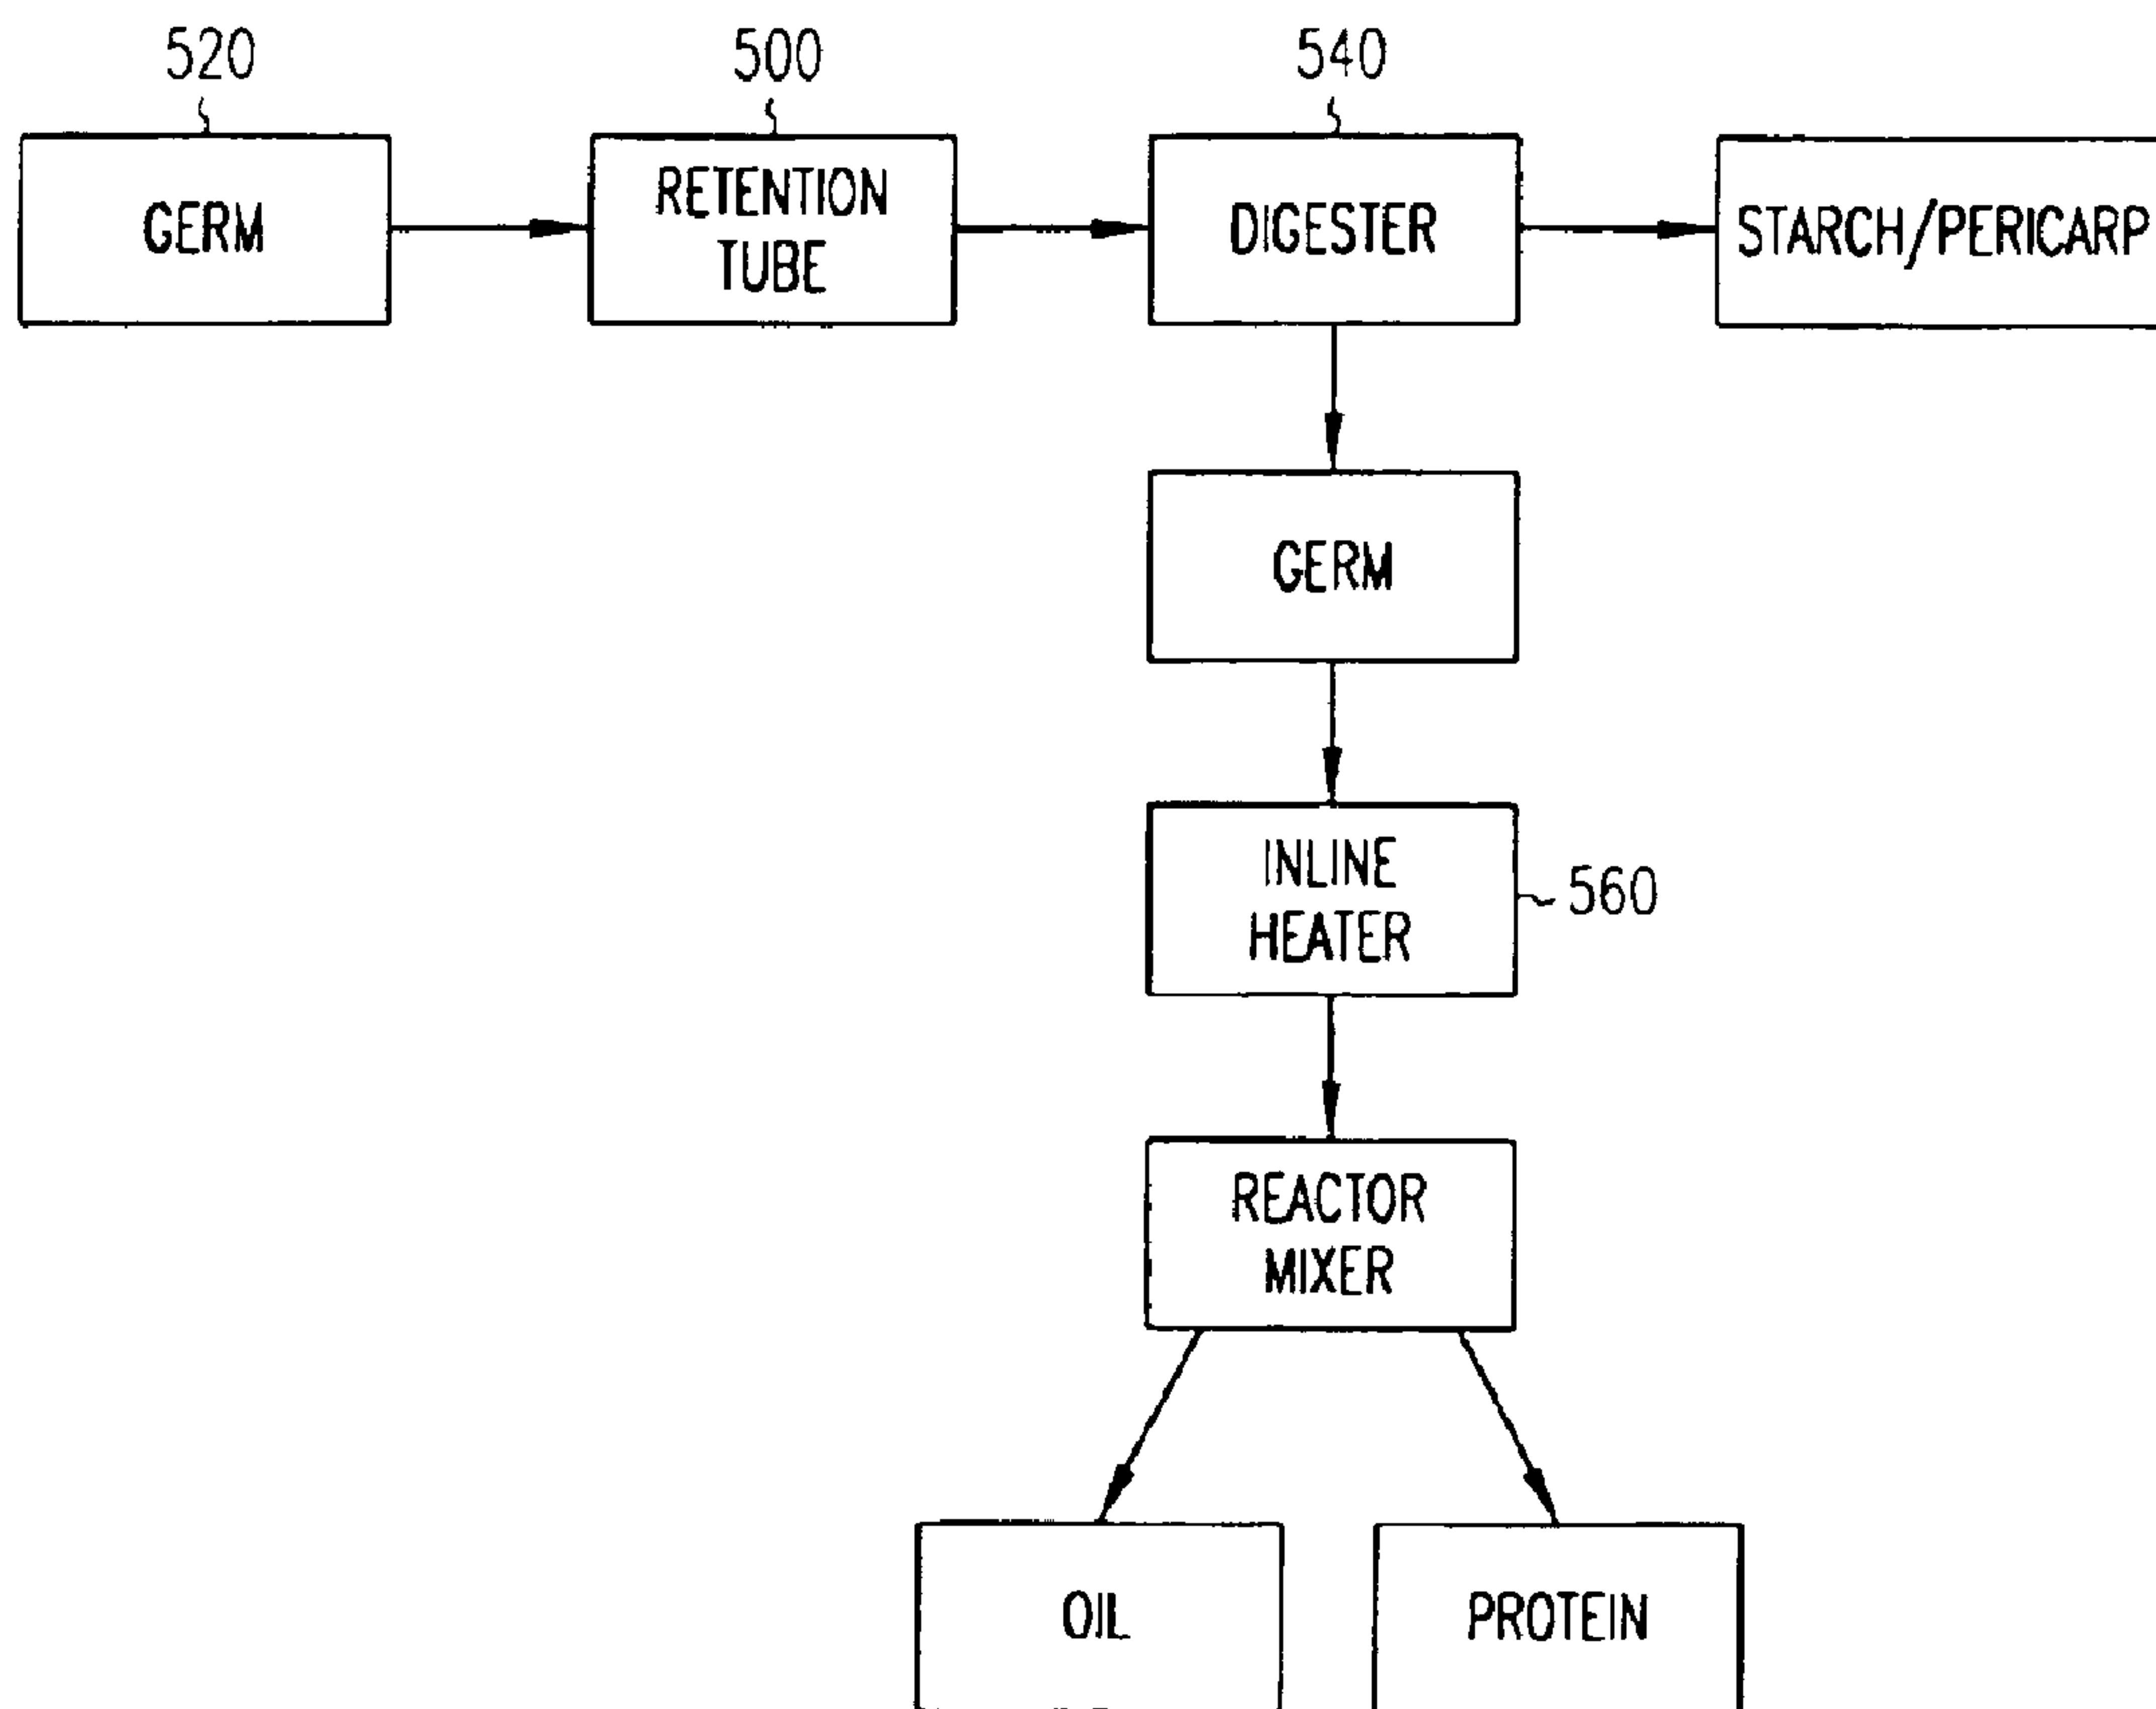 520
500
540
GERM
RETENTION
TUBE
DIGESTER
STARCH/PERICARP
GERM
INLINE
HEATER
560
REACTOR
MIXER
OIL
PROTEIN